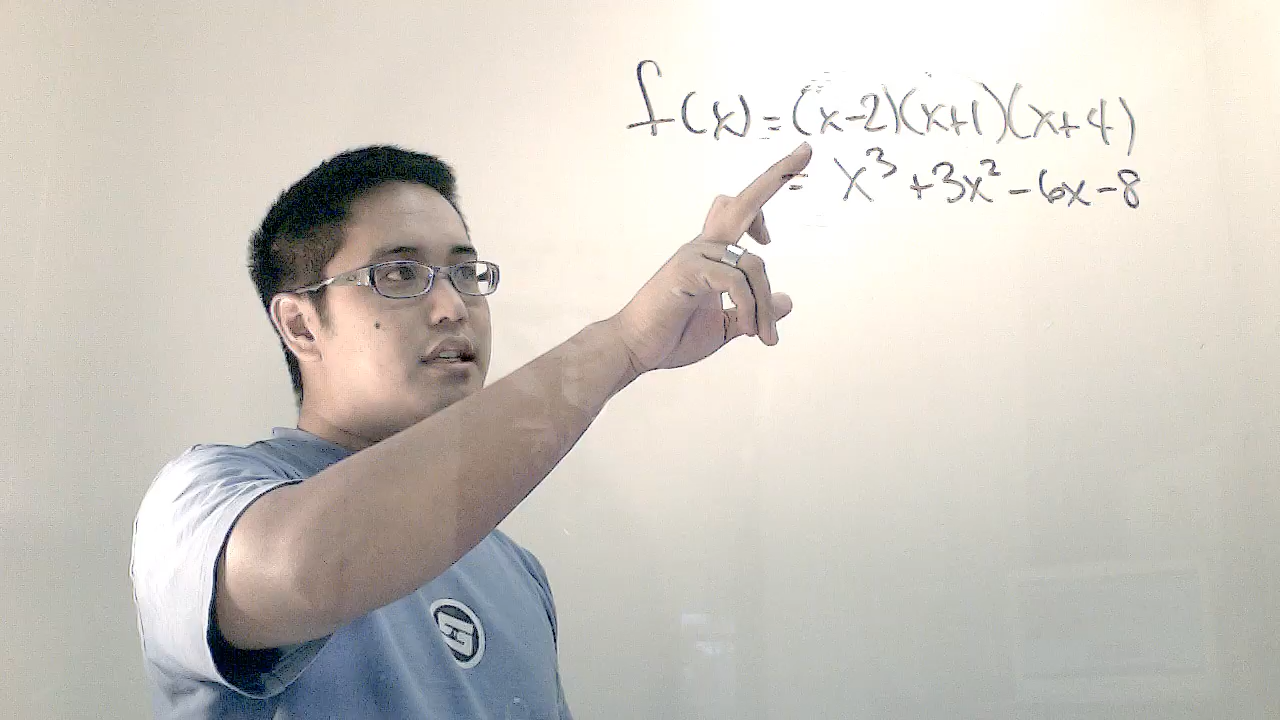 f(x) = (x-2)(x+1)(x+4)
= x³ + 3x² - 6x - 8